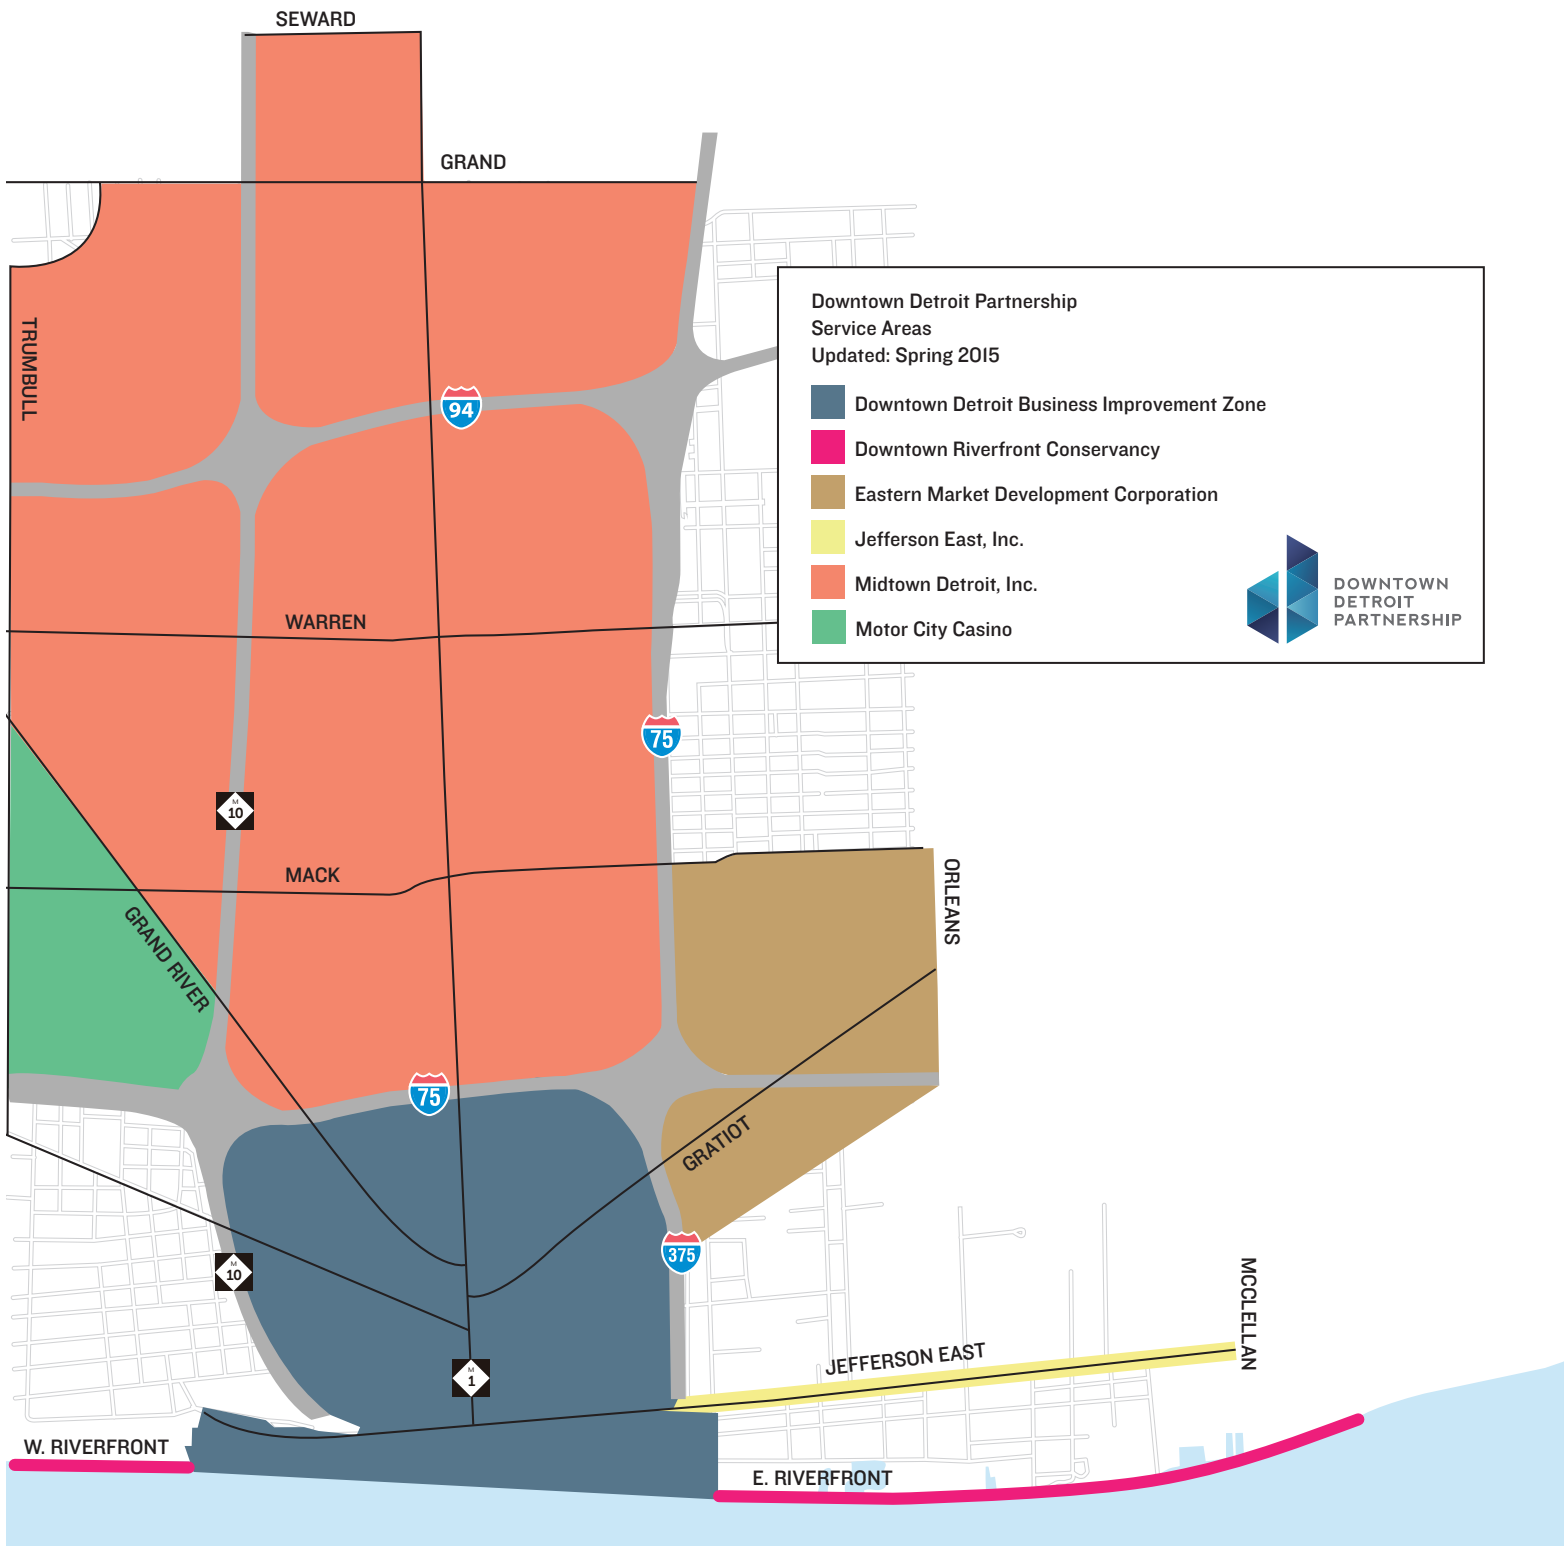 SEWARD
GRAND
TRUMBULL
94
Downtown Detroit Partnership
Service Areas
Updated: Spring 2015
Downtown Detroit Business Improvement Zone
Downtown Riverfront Conservancy
Eastern Market Development Corporation
Jefferson East, Inc.
Midtown Detroit, Inc.
Motor City Casino
DOWNTOWN
DETROIT
PARTNERSHIP
WARREN
75
M
10
MACK
ORLEANS
GRAND RIVER
75
GRATIOT
375
M
10
MCCLELLAN
JEFFERSON EAST
M
1
W. RIVERFRONT
E. RIVERFRONT